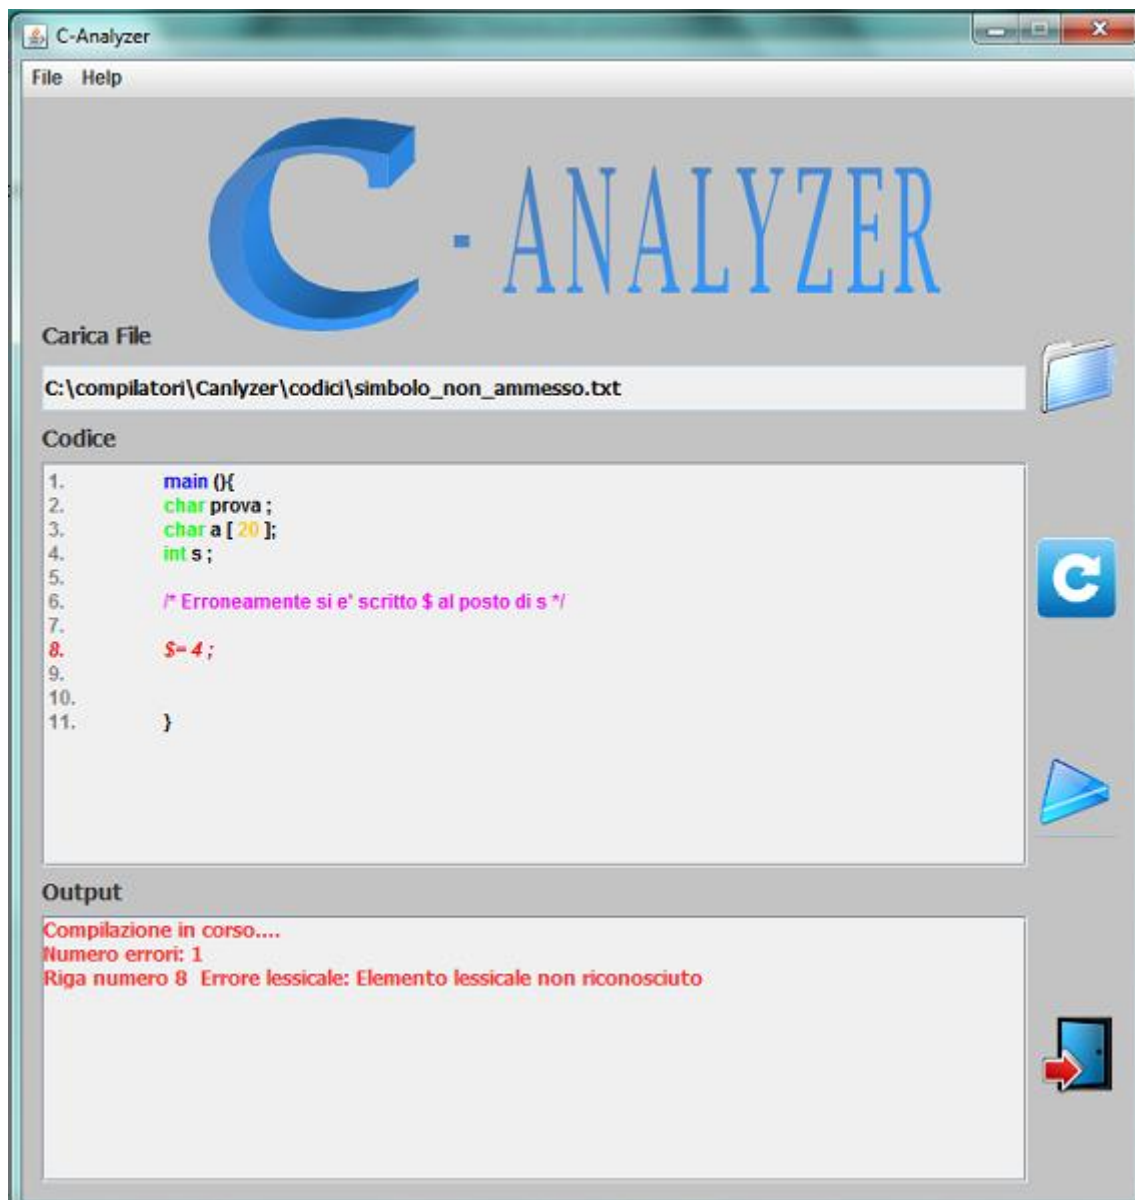 C-Analyzer
File Help
C - ANALYZER
Carica File
C:\compilatori\Canlyzer\codici\simbolo_non_ammesso.txt
Codice
1. main (){
2. char prova ;
3. char a [ 20 ];
4. int s ;
5.
6. /* Erroneamente si e' scritto $ al posto di s */
7.
8. $= 4 ;
9.
10.
11. }
Output
Compilazione in corso....
Numero errori: 1
Riga numero 8 Errore lessicale: Elemento lessicale non riconosciuto